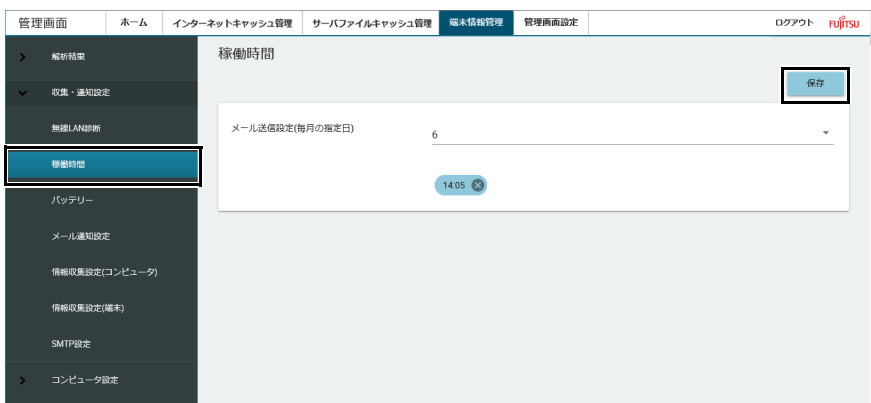 管理画面 ホーム インターネットキャッシュ管理 サーバファイルキャッシュ管理 端末情報管理 管理画面設定 ログアウト FUJITSU
解析結果
稼働時間
収集・通知設定
保存
無線LAN診断
メール送信設定(毎月の指定日)
6
稼働時間
14:05
バッテリー
メール通知設定
情報収集設定(コンピュータ)
情報収集設定(端末)
SMTP設定
コンピュータ設定